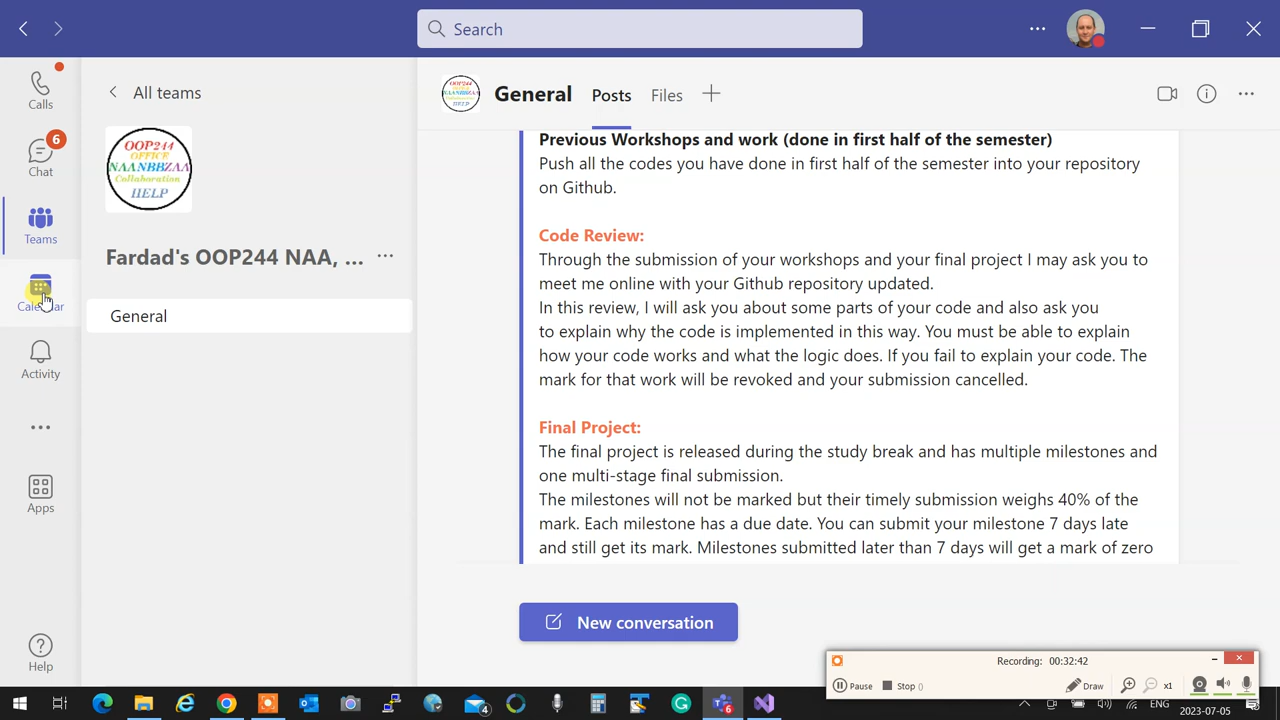 Search
Calls
6
Chat
Teams
Calendar
Activity
Apps
Help
All teams
OOP244
OFFICE
NAANBBZAA
Collaboration
HELP
Fardad's OOP244 NAA, ...
General
General
Posts
Files
Previous Workshops and work (done in first half of the semester)
Push all the codes you have done in first half of the semester into your repository
on Github.
Code Review:
Through the submission of your workshops and your final project I may ask you to
meet me online with your Github repository updated.
In this review, I will ask you about some parts of your code and also ask you
to explain why the code is implemented in this way. You must be able to explain
how your code works and what the logic does. If you fail to explain your code. The
mark for that work will be revoked and your submission cancelled.
Final Project:
The final project is released during the study break and has multiple milestones and
one multi-stage final submission.
The milestones will not be marked but their timely submission weighs 40% of the
mark. Each milestone has a due date. You can submit your milestone 7 days late
and still get its mark. Milestones submitted later than 7 days will get a mark of zero
New conversation
Recording: 00:32:42
Pause
Stop ()
Draw
x1
4
6
ENG
2023-07-05